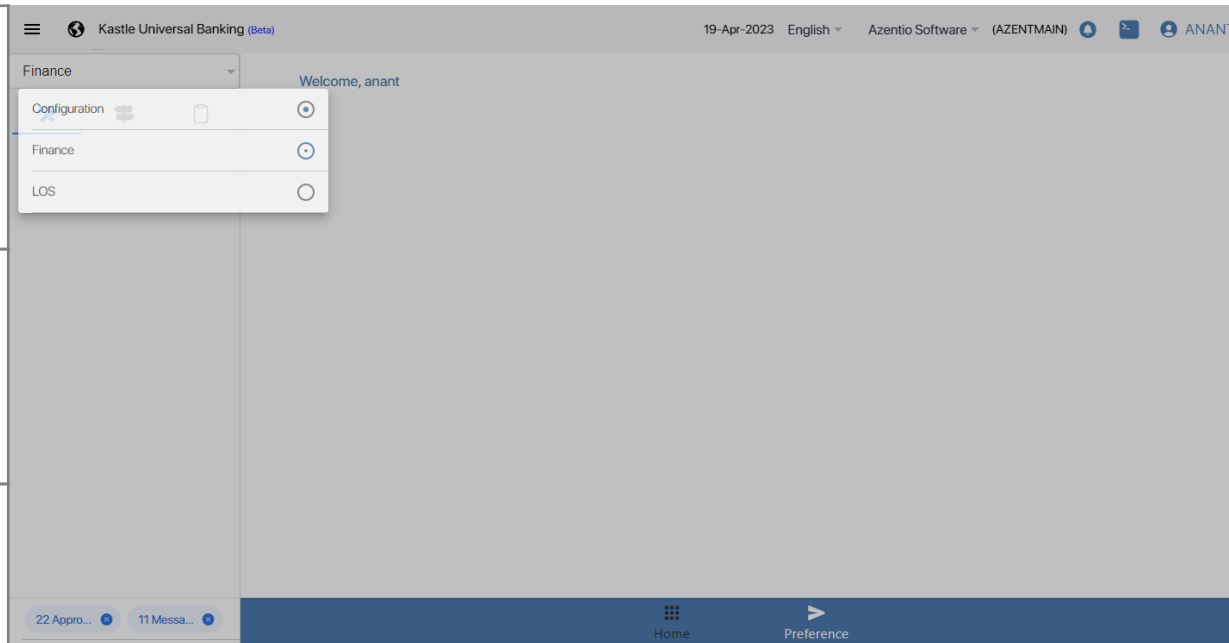 Kastle Universal Banking (Beta) 19-Apr-2023 English Azentio Software (AZENTMAIN) ANANT
Finance
Welcome, anant
Configuration
Finance
LOS
22 Appro... 11 Messa...
Home Preference